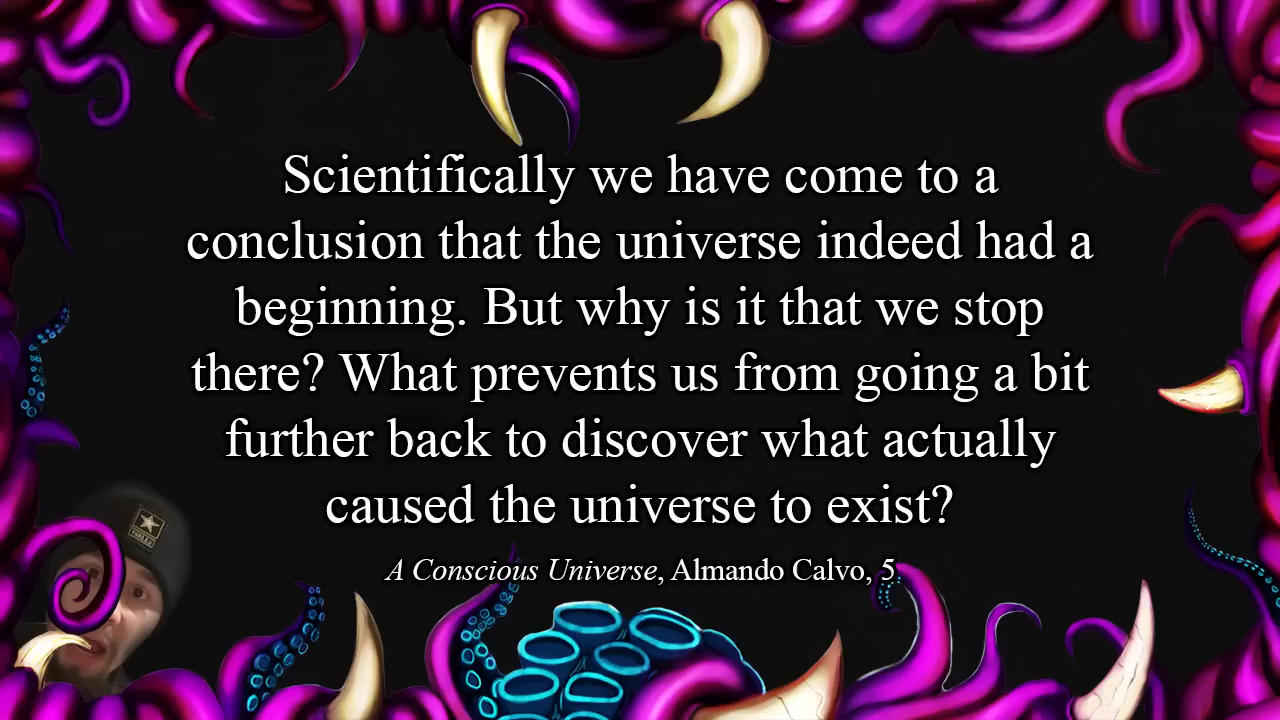 Scientifically we have come to a
conclusion that the universe indeed had a
beginning. But why is it that we stop
there? What prevents us from going a bit
further back to discover what actually
caused the universe to exist?
A Conscious Universe, Almando Calvo, 5